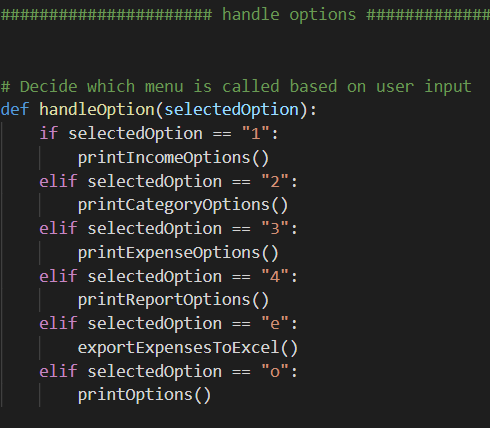 ###################### handle options #############
# Decide which menu is called based on user input
def handleOption(selectedOption):
    if selectedOption == "1":
        printIncomeOptions()
    elif selectedOption == "2":
        printCategoryOptions()
    elif selectedOption == "3":
        printExpenseOptions()
    elif selectedOption == "4":
        printReportOptions()
    elif selectedOption == "e":
        exportExpensesToExcel()
    elif selectedOption == "o":
        printOptions()